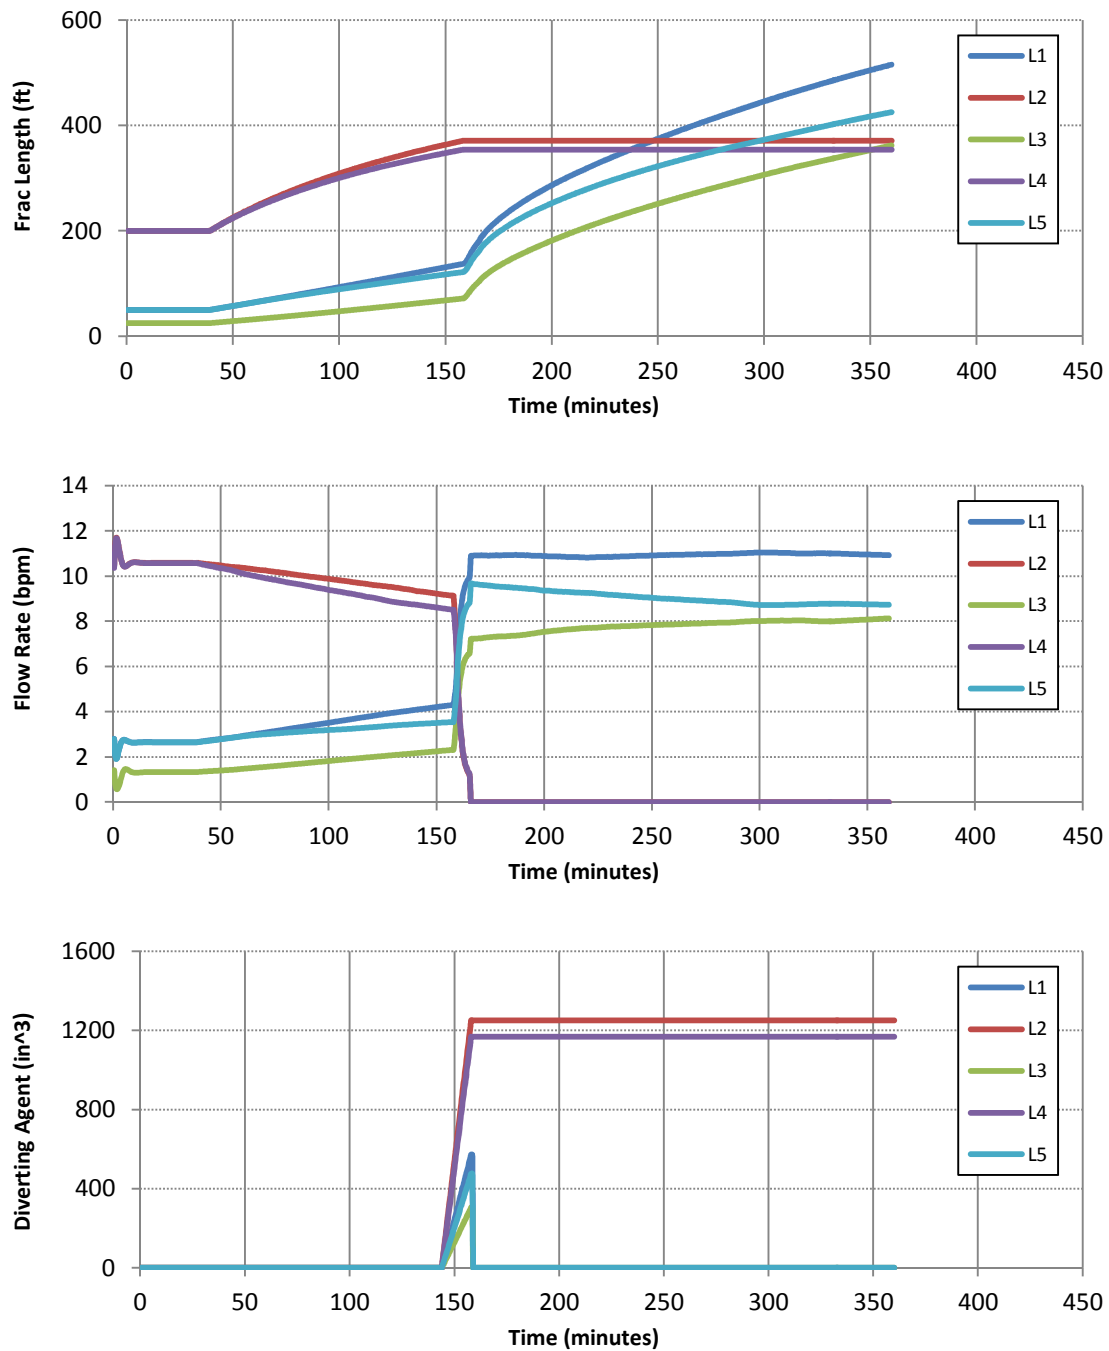 Frac Length (ft)
600
400
200
0
0 50 100 150 200 250 300 350 400 450
Time (minutes)
L1
L2
L3
L4
L5
Flow Rate (bpm)
14
12
10
8
6
4
2
0
0 50 100 150 200 250 300 350 400 450
Time (minutes)
L1
L2
L3
L4
L5
Diverting Agent (in^3)
1600
1200
800
400
0
0 50 100 150 200 250 300 350 400 450
Time (minutes)
L1
L2
L3
L4
L5